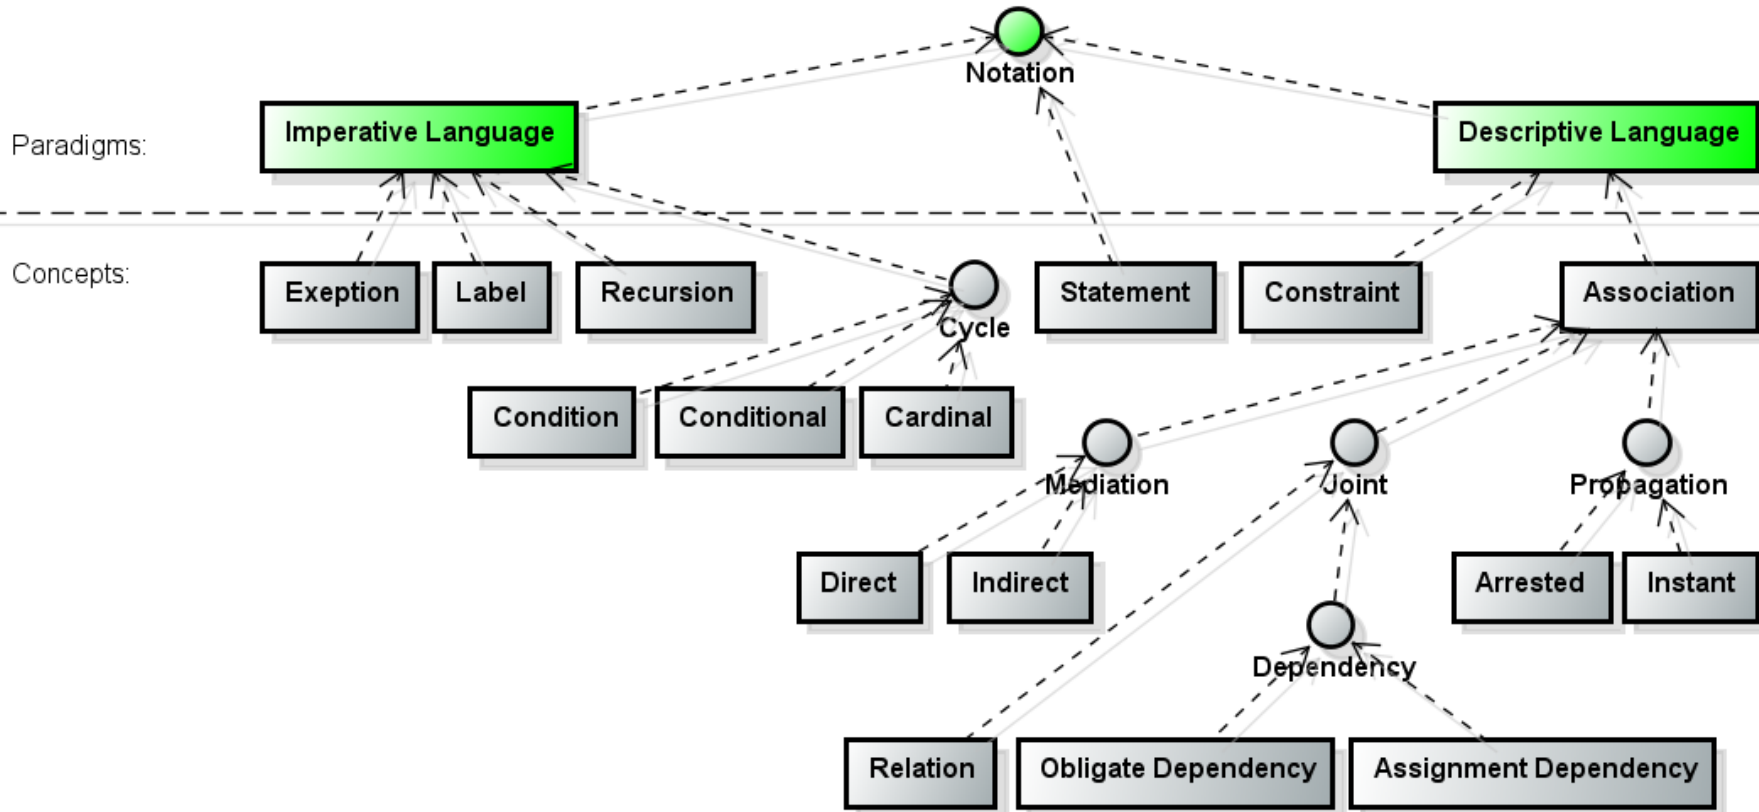 Notation
Imperative Language
Descriptive Language
Paradigms:
Concepts:
Exeption
Label
Recursion
Cycle
Statement
Constraint
Association
Condition
Conditional
Cardinal
Mediation
Joint
Propagation
Direct
Indirect
Arrested
Instant
Dependency
Relation
Obligate Dependency
Assignment Dependency